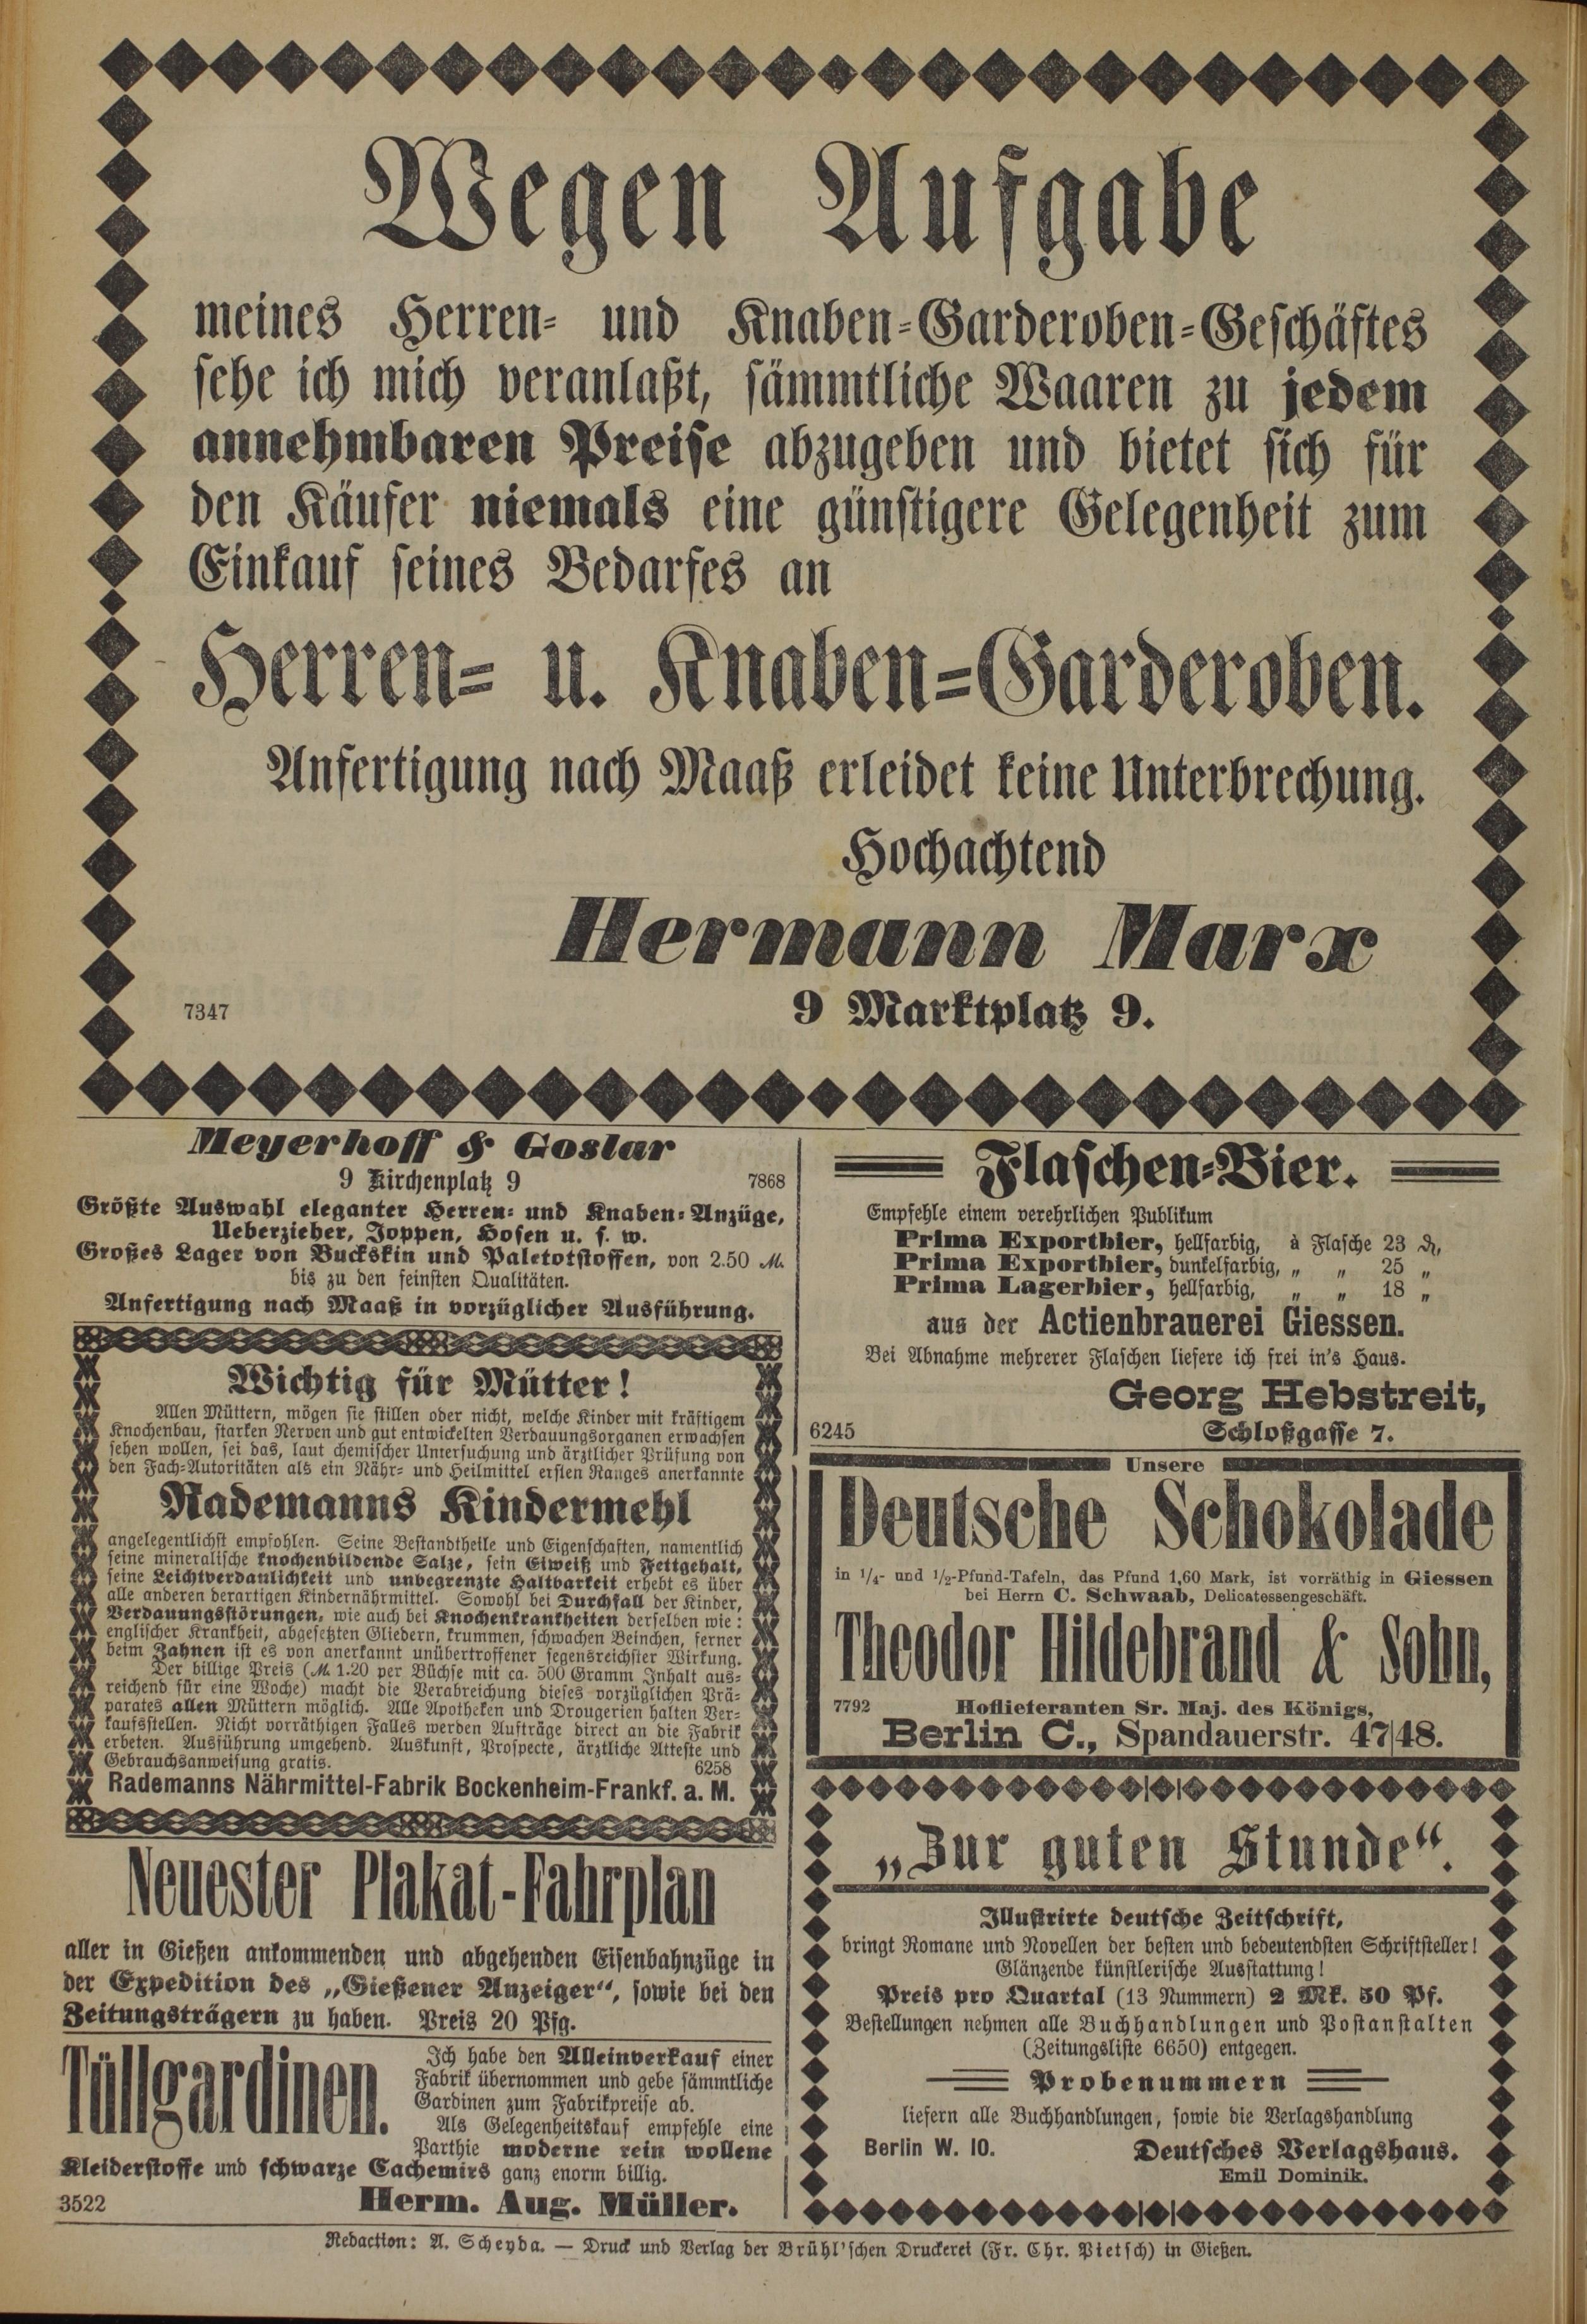 Wegen Aufgabe
meines Herren- und Knaben-Garderoben-Geschäftes
sehe ich mich veranlaßt, sämmtliche Waaren zu jedem
annehmbaren Preise abzugeben und bietet sich für
den Käufer niemals eine günstigere Gelegenheit zum
Einkauf seines Bedarfes an
Herren- u. Knaben-Garderoben.
Anfertigung nach Maaß erleidet keine Unterbrechung.
Hochachtend
Hermann Marx
7347
9 Marktplatz 9.
Meyerhoff & Goslar
9 Kirchenplatz 9 7868
Größte Auswahl eleganter Herren- und Knaben-Anzüge,
Ueberzieher, Joppen, Hosen u. s. w.
Großes Lager von Buckskin und Paletotstoffen, von 2.50 M.
bis zu den feinsten Qualitäten.
Anfertigung nach Maaß in vorzüglicher Ausführung.
Wichtig für Mütter!
Allen Müttern, mögen sie stillen oder nicht, welche Kinder mit kräftigem
Knochenbau, starken Nerven und gut entwickelten Verdauungsorganen erwachsen
sehen wollen, sei das, laut chemischer Untersuchung und ärztlicher Prüfung von
den Fach-Autoritäten als ein Nähr- und Heilmittel ersten Ranges anerkannte
Rademanns Kindermehl
angelegentlichst empfohlen. Seine Bestandtheile und Eigenschaften, namentlich
seine mineralische knochenbildende Salze, sein Eiweiß und Fettgehalt,
seine Leichtverdaulichkeit und unbegrenzte Haltbarkeit erhebt es über
alle anderen derartigen Kindernährmittel. Sowohl bei Durchfall der Kinder,
Verdauungsstörungen, wie auch bei Knochenkrankheiten derselben wie:
englischer Krankheit, abgesetzten Gliedern, krummen, schwachen Beinchen, ferner
beim Zahnen ist es von anerkannt unübertroffener segensreichster Wirkung.
Der billige Preis (M. 1.20 per Büchse mit ca. 500 Gramm Inhalt aus-
reichend für eine Woche) macht die Verabreichung dieses vorzüglichen Prä-
parates allen Müttern möglich. Alle Apotheken und Drougerien halten Ver-
kaufsstellen. Nicht vorräthigen Falles werden Aufträge direct an die Fabrik
erbeten. Ausführung umgehend. Auskunft, Prospecte, ärztliche Atteste und
Gebrauchsanweisung gratis. 6258
Rademanns Nährmittel-Fabrik Bockenheim-Frankf. a. M.
Neuester Plakat-Fahrplan
aller in Gießen ankommenden und abgehenden Eisenbahnzüge in
der Expedition des „Gießener Anzeiger“, sowie bei den
Zeitungsträgern zu haben. Preis 20 Pfg.
Tüllgardinen.
Ich habe den Alleinverkauf einer
Fabrik übernommen und gebe sämmtliche
Gardinen zum Fabrikpreise ab.
Als Gelegenheitskauf empfehle eine
Parthie moderne rein wollene
Kleiderstoffe und schwarze Cachemirs ganz enorm billig.
3522 Herm. Aug. Müller.
Flaschen-Bier.
Empfehle einem verehrlichen Publikum
Prima Exportbier, hellfarbig, à Flasche 23 ₰,
Prima Exportbier, dunkelfarbig, „ „ 25 „
Prima Lagerbier, hellfarbig, „ „ 18 „
aus der Actienbrauerei Giessen.
Bei Abnahme mehrerer Flaschen liefere ich frei in's Haus.
Georg Hebstreit,
6245 Schloßgasse 7.
Unsere
Deutsche Schokolade
in 1/4- und 1/2-Pfund-Tafeln, das Pfund 1,60 Mark, ist vorräthig in Giessen
bei Herrn C. Schwaab, Delicatessengeschäft.
Theodor Hildebrand & Sohn,
7792 Hoflieferanten Sr. Maj. des Königs,
Berlin C., Spandauerstr. 47|48.
„Zur guten Stunde“.
Illustrirte deutsche Zeitschrift,
bringt Romane und Novellen der besten und bedeutendsten Schriftsteller!
Glänzende künstlerische Ausstattung!
Preis pro Quartal (13 Nummern) 2 Mk. 50 Pf.
Bestellungen nehmen alle Buchhandlungen und Postanstalten
(Zeitungsliste 6650) entgegen.
Probenummern
liefern alle Buchhandlungen, sowie die Verlagshandlung
Berlin W. 10. Deutsches Verlagshaus.
Emil Dominik.
Redaction: A. Scheyda. — Druck und Verlag der Brühl'schen Druckerei (Fr. Chr. Pietsch) in Gießen.